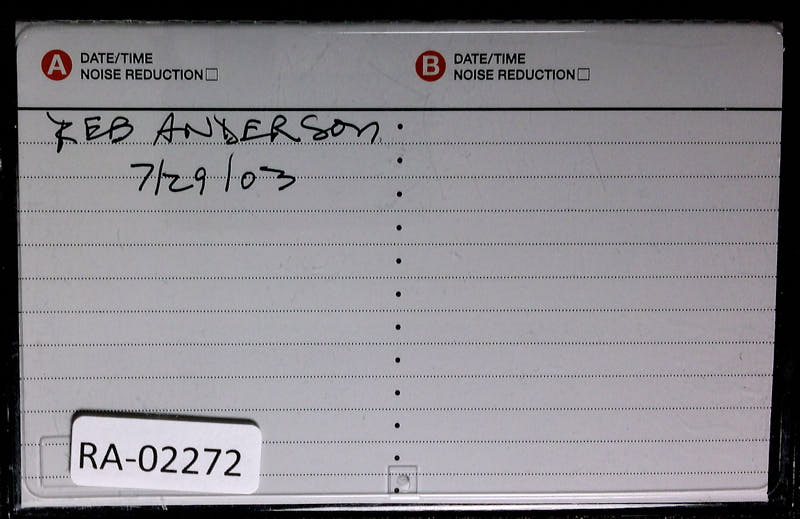 A DATE/TIME
NOISE REDUCTION
B DATE/TIME
NOISE REDUCTION
REB ANDERSON
7/29/03
RA-02272